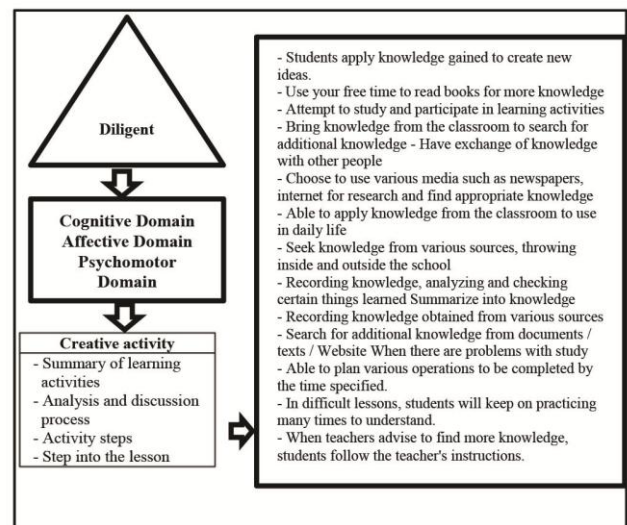 Diligent
Cognitive Domain
Affective Domain
Psychomotor
Domain
Creative activity
- Summary of learning
activities
- Analysis and discussion
process
- Activity steps
- Step into the lesson
- Students apply knowledge gained to create new
ideas.
- Use your free time to read books for more knowledge
- Attempt to study and participate in learning activities
- Bring knowledge from the classroom to search for
additional knowledge - Have exchange of knowledge
with other people
- Choose to use various media such as newspapers,
internet for research and find appropriate knowledge
- Able to apply knowledge from the classroom to use
in daily life
- Seek knowledge from various sources, throwing
inside and outside the school
- Recording knowledge, analyzing and checking
certain things learned Summarize into knowledge
- Recording knowledge obtained from various sources
- Search for additional knowledge from documents /
texts / Website When there are problems with study
- Able to plan various operations to be completed by
the time specified.
- In difficult lessons, students will keep on practicing
many times to understand.
- When teachers advise to find more knowledge,
students follow the teacher's instructions.